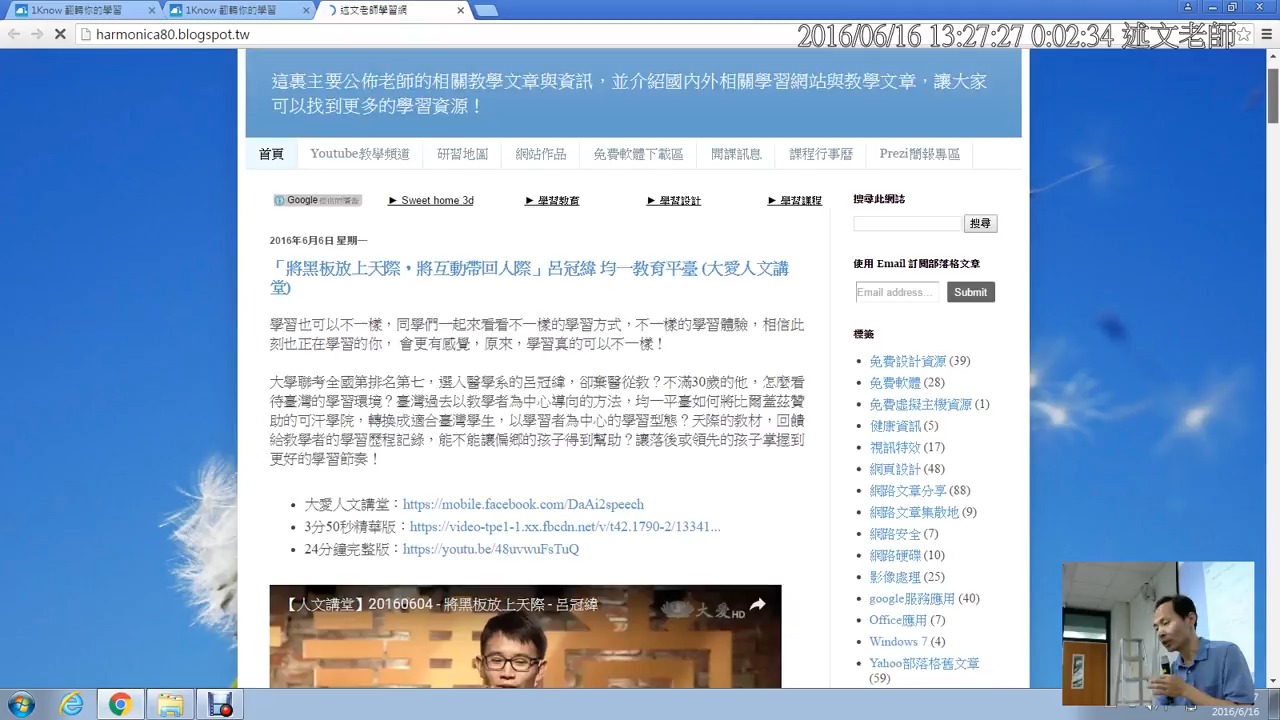 1Know 翻轉你的學習
1Know 翻轉你的學習
述文老師學習網
harmonica80.blogspot.tw
2016/06/16 13:27:27 0:02:34 述文老師
這裏主要公佈老師的相關教學文章與資訊，並介紹國內外相關學習網站與教學文章，讓大家
可以找到更多的學習資源！
首頁
Youtube教學頻道
研習地圖
網站作品
免費軟體下載區
開課訊息
課程行事曆
Prezi簡報專區
Google 提供的廣告
► Sweet home 3d
► 學習教育
► 學習設計
► 學習課程
2016年6月6日 星期一
「將黑板放上天際，將互動帶回人際」呂冠緯 均一教育平臺 (大愛人文講
堂)
學習也可以不一樣，同學們一起來看看不一樣的學習方式，不一樣的學習體驗，相信此
刻也正在學習的你， 會更有感覺，原來，學習真的可以不一樣！
大學聯考全國第排名第七，選入醫學系的呂冠緯，卻棄醫從教？不滿30歲的他，怎麼看
待臺灣的學習環境？臺灣過去以教學者為中心導向的方法，均一平臺如何將比爾蓋茲贊
助的可汗學院，轉換成適合臺灣學生，以學習者為中心的學習型態？天際的教材，回饋
給教學者的學習歷程記錄，能不能讓偏鄉的孩子得到幫助？讓落後或領先的孩子掌握到
更好的學習節奏！
大愛人文講堂：https://mobile.facebook.com/DaAi2speech
3分50秒精華版：https://video-tpe1-1.xx.fbcdn.net/v/t42.1790-2/13341...
24分鐘完整版：https://youtu.be/48uvwuFsTuQ
【人文講堂】20160604 - 將黑板放上天際 - 呂冠緯
大愛HD
搜尋此網誌
搜尋
使用 Email 訂閱部落格文章
Email address...
Submit
標籤
免費設計資源 (39)
免費軟體 (28)
免費虛擬主機資源 (1)
健康資訊 (5)
視訊特效 (17)
網頁設計 (48)
網路文章分享 (88)
網路文章集散地 (9)
網路安全 (7)
網路硬碟 (10)
影像處理 (25)
google服務應用 (40)
Office應用 (7)
Windows 7 (4)
Yahoo部落格舊文章
(59)
2016/6/16